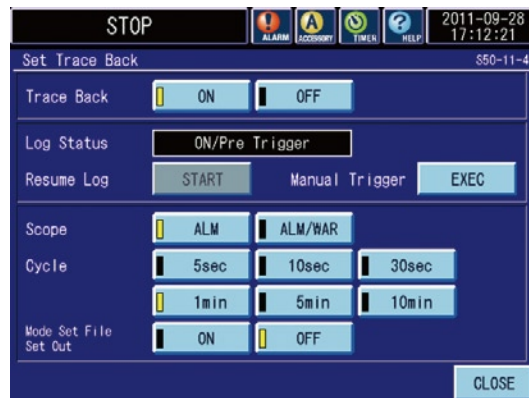 STOP
ALARM
ACCESSORY
TIMER
HELP
2011-09-28
17:12:21
Set Trace Back
S50-11-4
Trace Back ON OFF
Log Status ON/Pre Trigger
Resume Log START Manual Trigger EXEC
Scope ALM ALM/WAR
Cycle 5sec 10sec 30sec
1min 5min 10min
Mode Set File
Set Out ON OFF
CLOSE